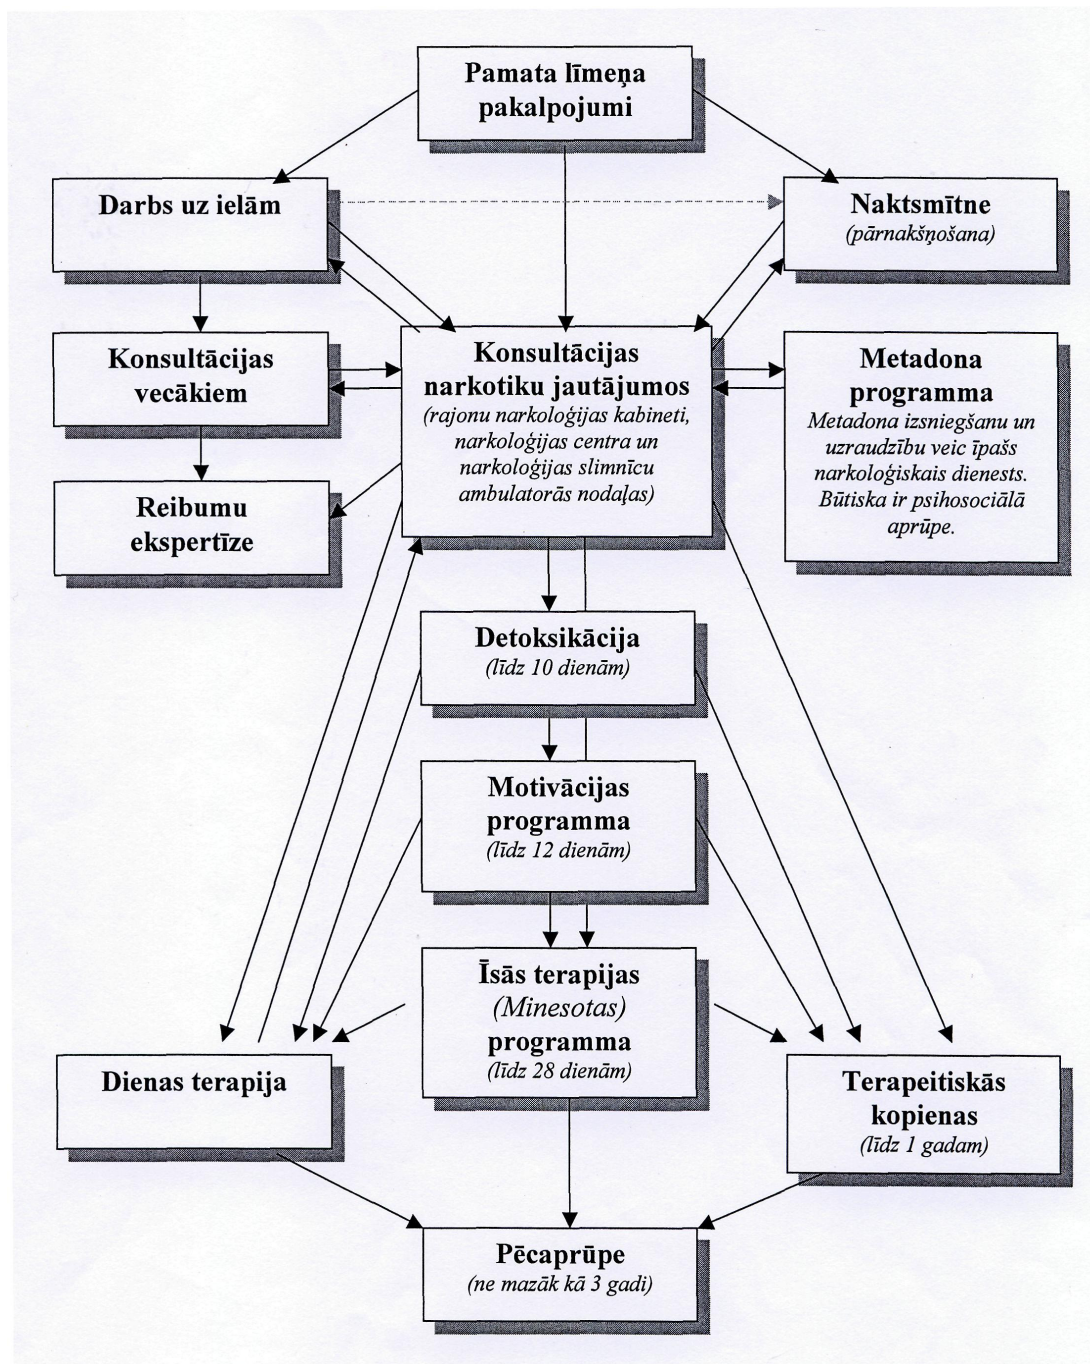 Pamata līmeņa
pakalpojumi
Darbs uz ielām
Naktsmītne
(pārnakšņošana)
Konsultācijas
vecākiem
Konsultācijas
narkotiku jautājumos
(rajonu narkoloģijas kabineti,
narkoloģijas centra un
narkoloģijas slimnīcu
ambulatorās nodaļas)
Metadona
programma
Metadona izsniegšanu un
uzraudzību veic īpašs
narkoloģiskais dienests.
Būtiska ir psihosociālā
aprūpe.
Reibumu
ekspertīze
Detoksikācija
(līdz 10 dienām)
Motivācijas
programma
(līdz 12 dienām)
Īsās terapijas
(Minesotas)
programma
(līdz 28 dienām)
Dienas terapija
Terapeitiskās
kopienas
(līdz 1 gadam)
Pēcaprūpe
(ne mazāk kā 3 gadi)